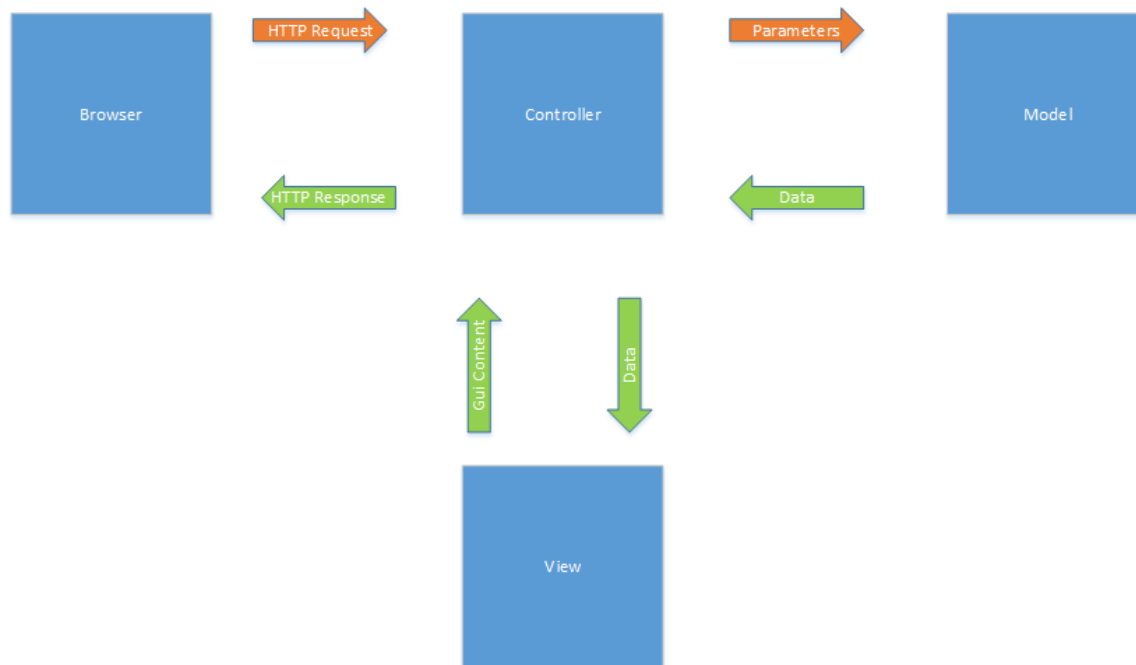 HTTP Request
Parameters
Browser
Controller
Model
HTTP Response
Data
Gui Content
Data
View